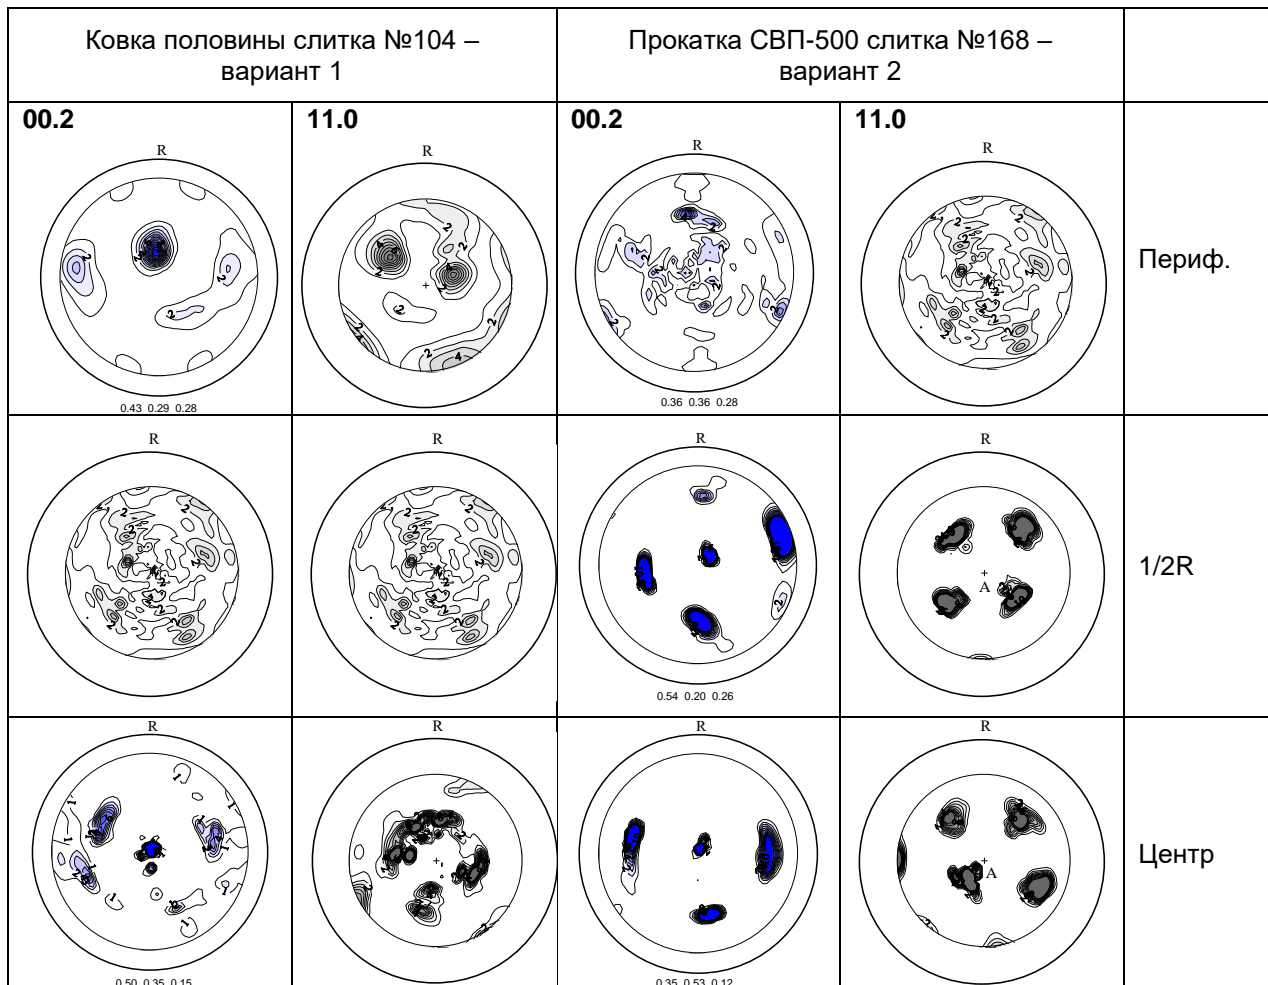 Ковка половины слитка №104 –
вариант 1
Прокатка СВП-500 слитка №168 –
вариант 2
00.2
11.0
00.2
11.0
R
R
R
R
Периф.
0.43 0.29 0.28
0.36 0.36 0.28
R
R
R
R
A
1/2R
0.54 0.20 0.26
R
R
R
R
A
Центр
0.50 0.35 0.15
0.35 0.53 0.12